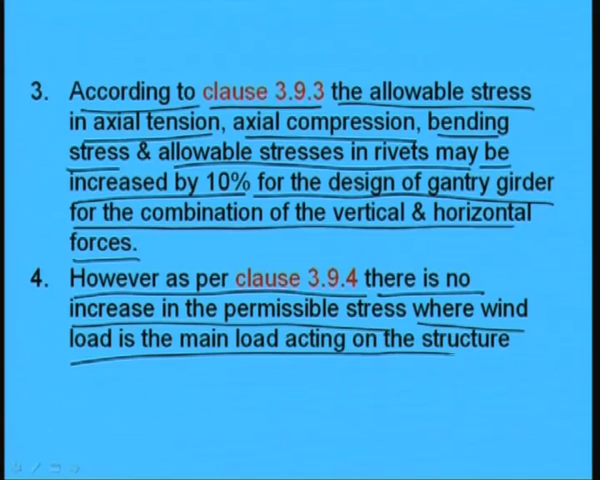 3. According to clause 3.9.3 the allowable stress
in axial tension, axial compression, bending
stress & allowable stresses in rivets may be
increased by 10% for the design of gantry girder
for the combination of the vertical & horizontal
forces.
4. However as per clause 3.9.4 there is no
increase in the permissible stress where wind
load is the main load acting on the structure